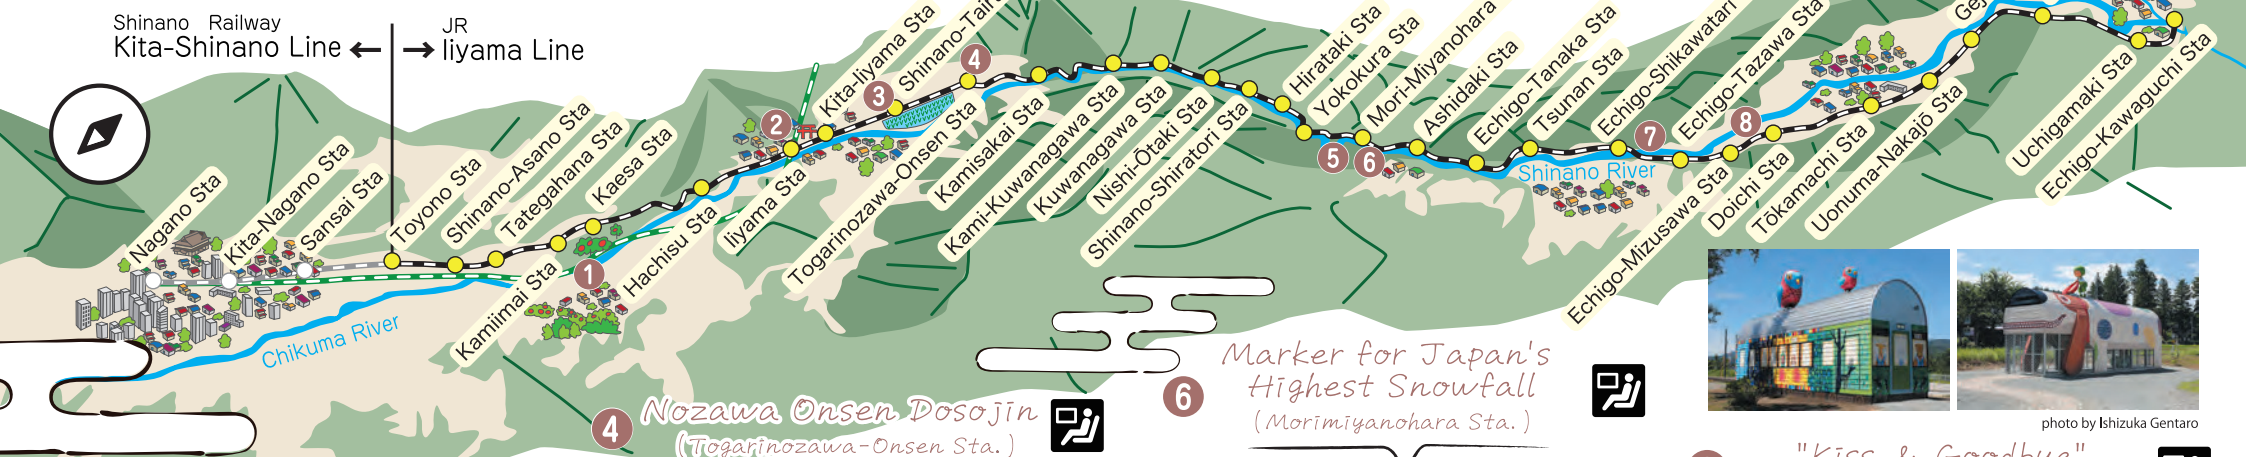 Shinano Railway
Kita-Shinano Line
JR
Iiyama Line
Nagano Sta
Kita-Nagano Sta
Sansai Sta
Toyono Sta
Shinano-Asano Sta
Tategahana Sta
Kamiimai Sta
Kaesa Sta
Hachisu Sta
Iiyama Sta
Kita-Iiyama Sta
Togarinozawa-Onsen Sta
Kamisakai Sta
Kami-Kuwanagawa Sta
Kuwanagawa Sta
Nishi-Ōtaki Sta
Shinano-Shiratori Sta
Hirataki Sta
Yokokura Sta
Mori-Miyanohara
Ashidaki Sta
Echigo-Tanaka Sta
Tsunan Sta
Echigo-Shikawatari
Echigo-Tazawa Sta
Echigo-Mizusawa Sta
Doichi Sta
Tōkamachi Sta
Uonuma-Nakajō Sta
Uchigamaki Sta
Echigo-Kawaguchi Sta
Chikuma River
Shinano River
1
2
3
4
5
6
7
8
4 Nozawa Onsen Dosojin
(Togarinozawa-Onsen Sta.)
6 Marker for Japan's
Highest Snowfall
(Morimiyanohara Sta.)
photo by Ishizuka Gentaro
"Kiss & Goodbye"